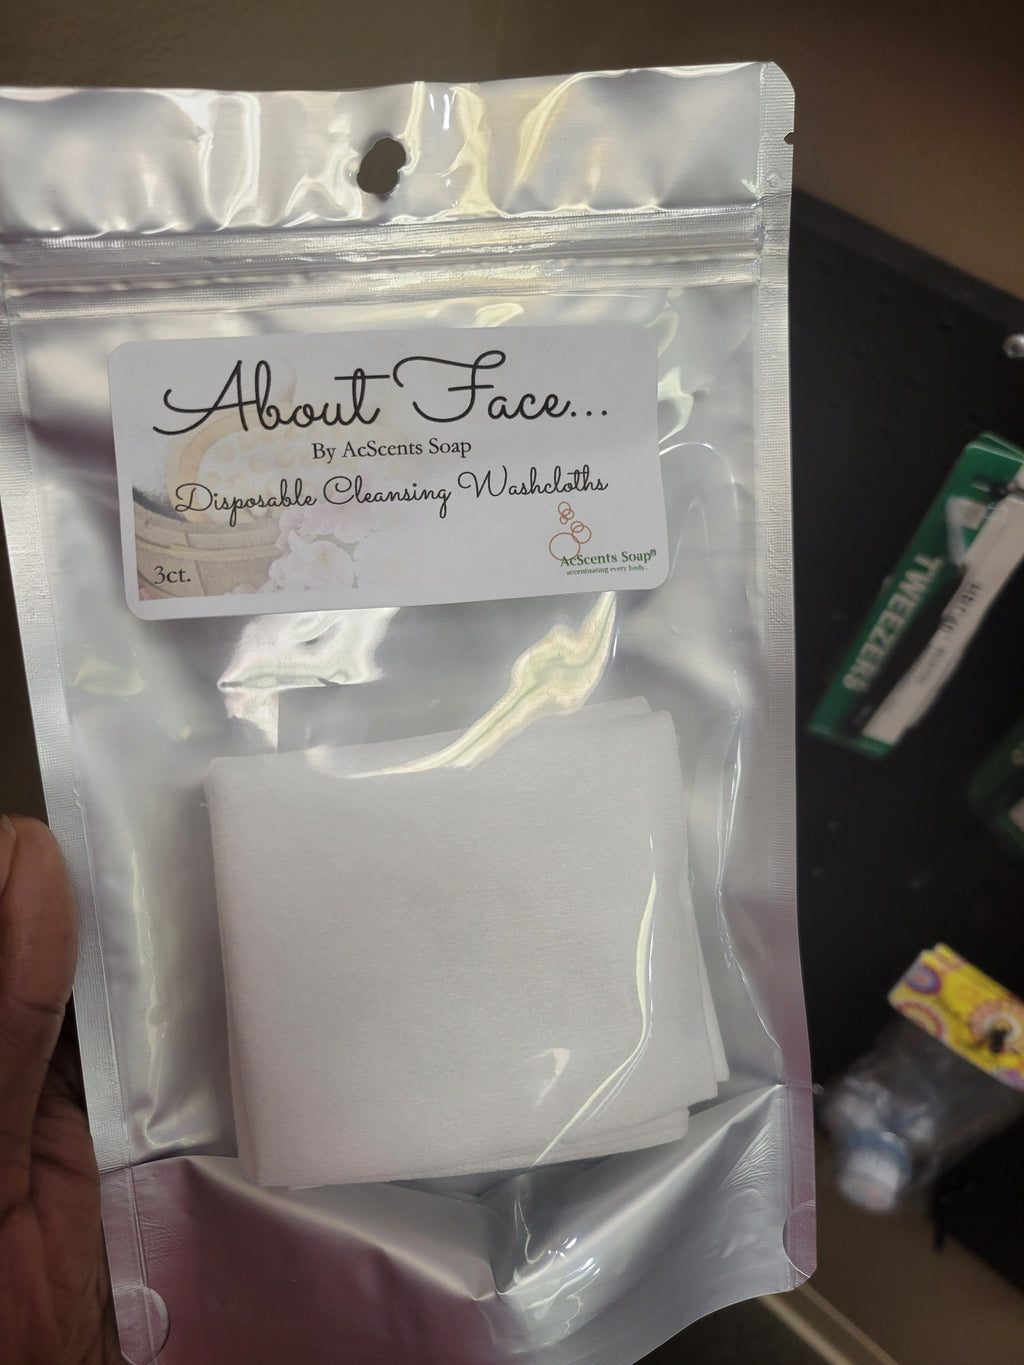 About Face...
By AcScents Soap
Disposable Cleansing Washcloths
3ct.
AcScents Soap®
accentuating every body...
TWEEZERS